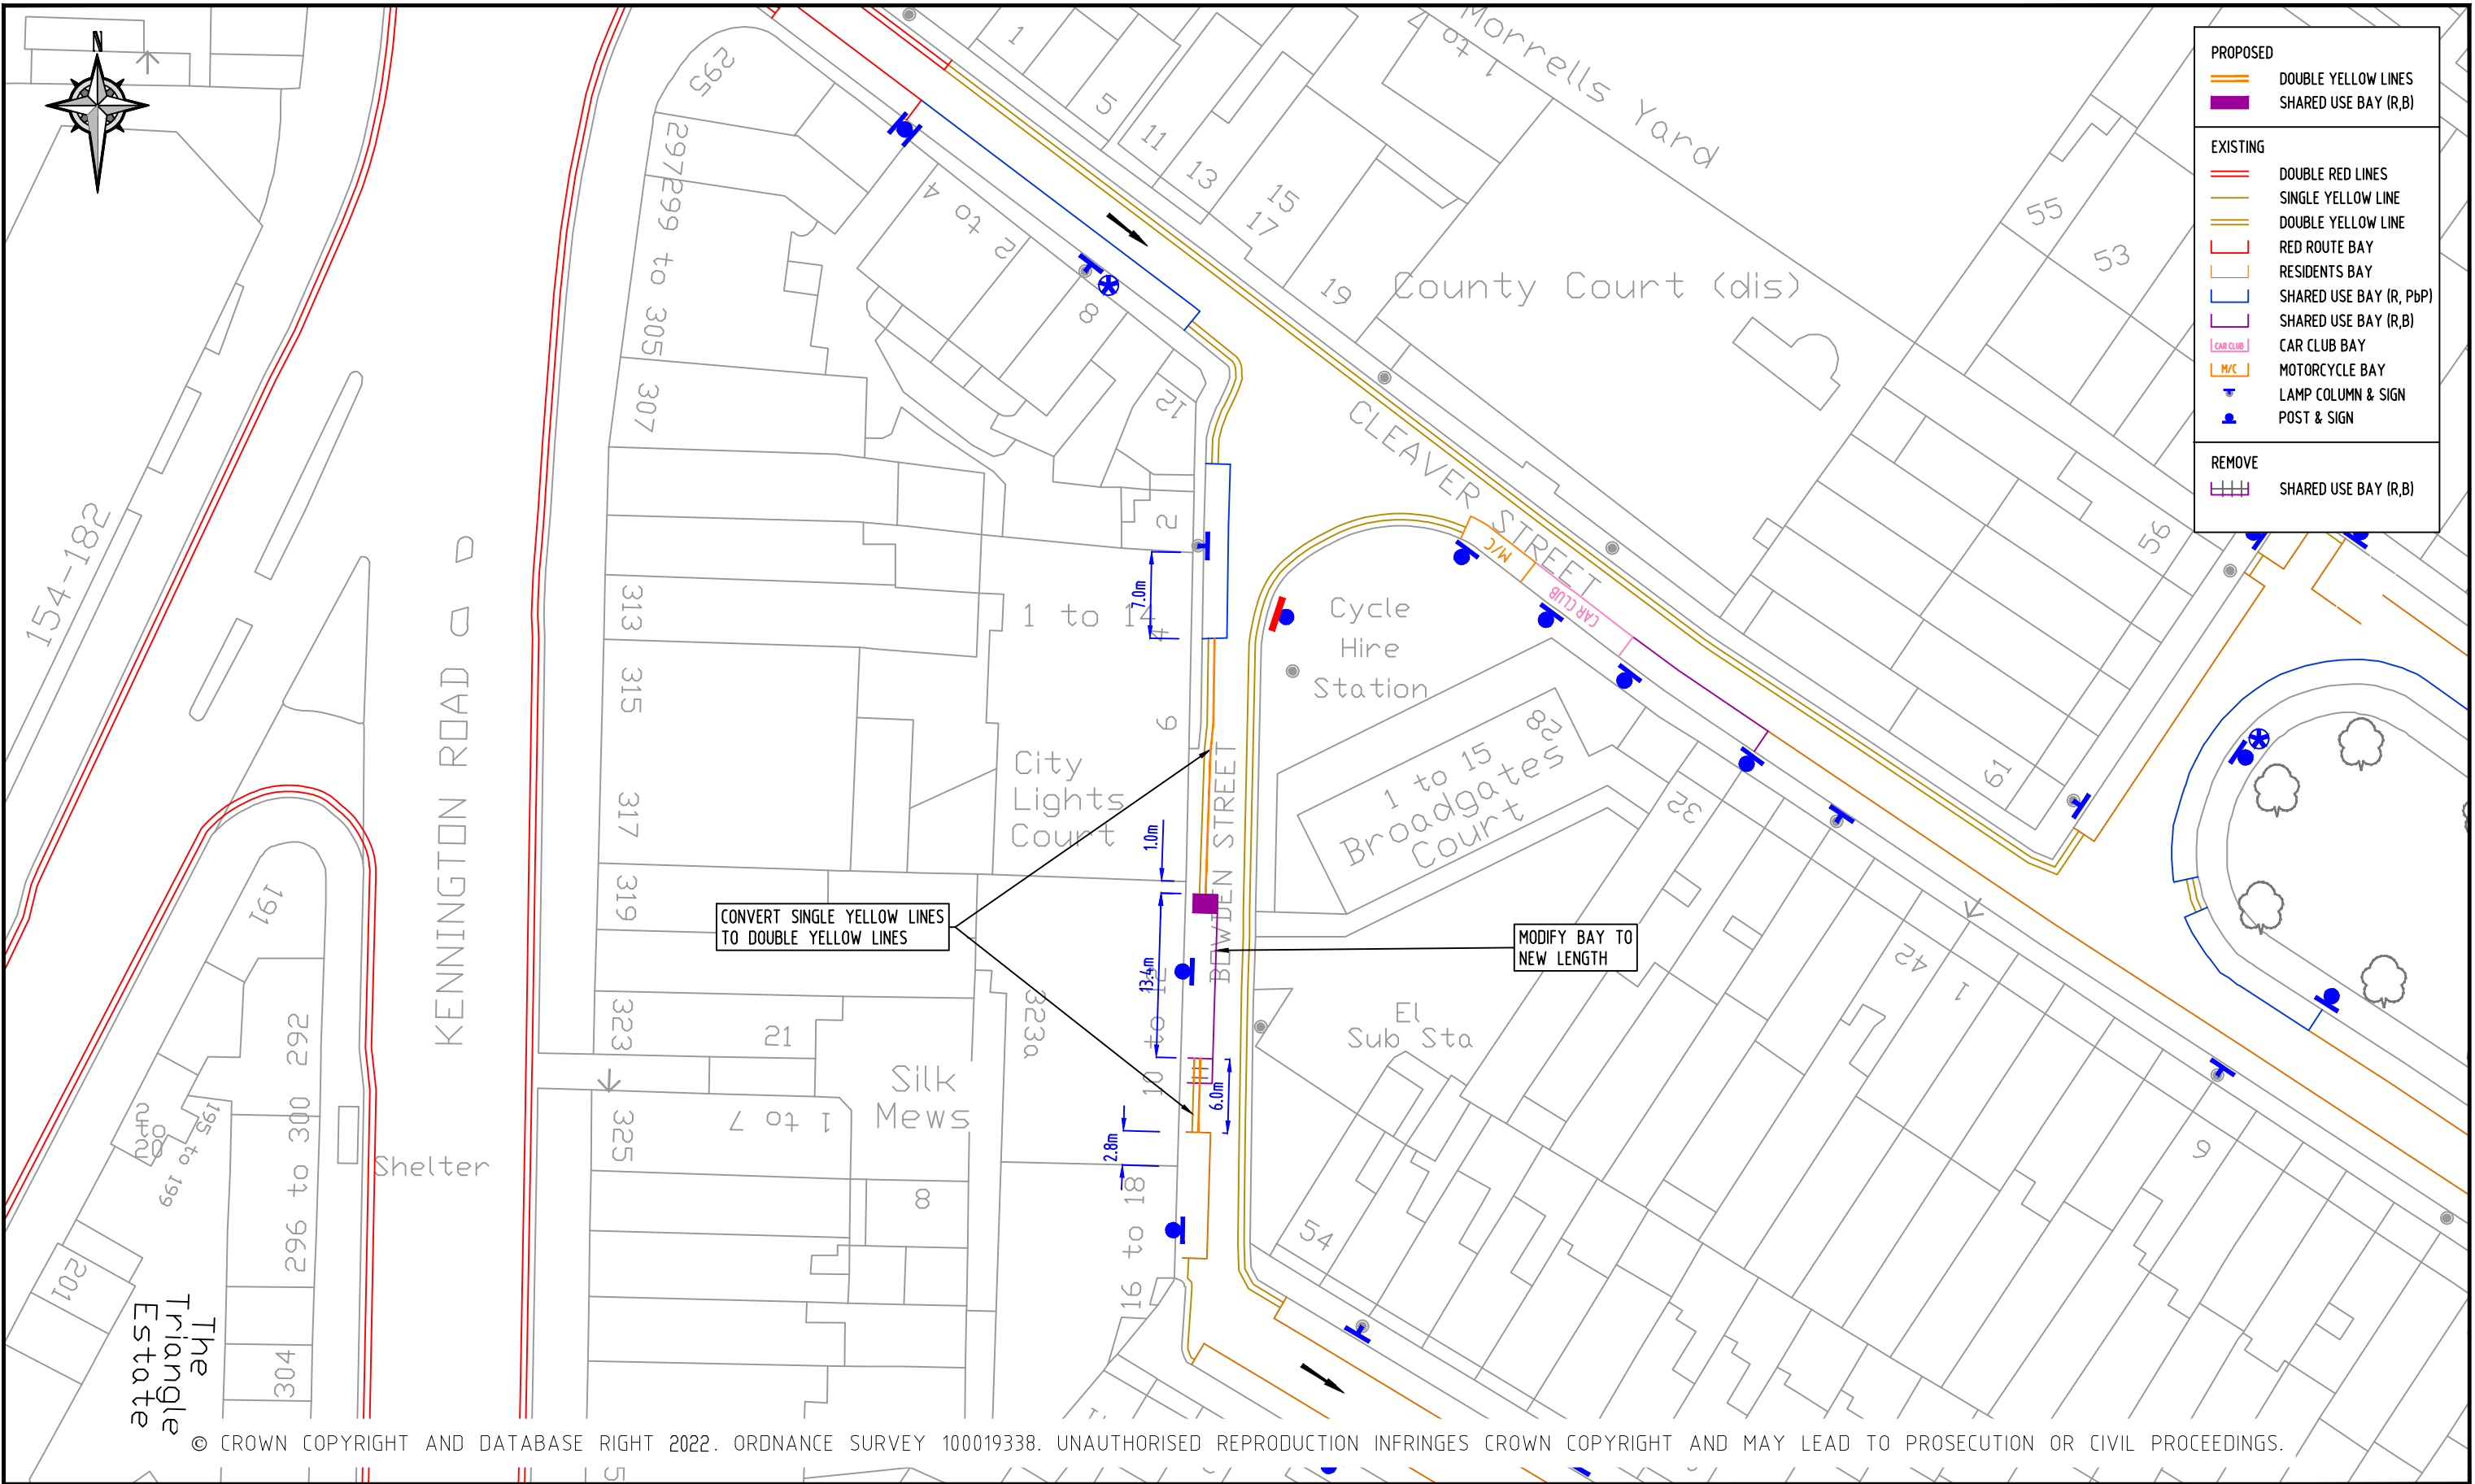 N
PROPOSED
DOUBLE YELLOW LINES
SHARED USE BAY (R,B)
EXISTING
DOUBLE RED LINES
SINGLE YELLOW LINE
DOUBLE YELLOW LINE
RED ROUTE BAY
RESIDENTS BAY
SHARED USE BAY (R, PbP)
SHARED USE BAY (R,B)
CAR CLUB
CAR CLUB BAY
M/C
MOTORCYCLE BAY
LAMP COLUMN & SIGN
POST & SIGN
REMOVE
SHARED USE BAY (R,B)
1 to 4
Morrells Yard
1
5
11
13
15
17
19
County Court (dis)
55
53
56
61
295
297
299 to 305
307
313
315
317
319
323
325
2 to 4
8
12
2
4
6
1 to 14
7.0m
CLEAVER STREET
M/C
CAR CLUB
Cycle
Hire
Station
1 to 15
Broadgates
Court
28
32
42
1
City
Lights
Court
BOWDEN STREET
1.0m
13.4m
6.0m
2.8m
CONVERT SINGLE YELLOW LINES
TO DOUBLE YELLOW LINES
MODIFY BAY TO
NEW LENGTH
El
Sub Sta
54
9
154-182
KENNINGTON ROAD
191
195 to 199
201
292
296 to 300
304
Shelter
21
Silk
Mews
1 to 7
8
323a
16 to 18
The
Triangle
Estate
© CROWN COPYRIGHT AND DATABASE RIGHT 2022. ORDNANCE SURVEY 100019338. UNAUTHORISED REPRODUCTION INFRINGES CROWN COPYRIGHT AND MAY LEAD TO PROSECUTION OR CIVIL PROCEEDINGS.